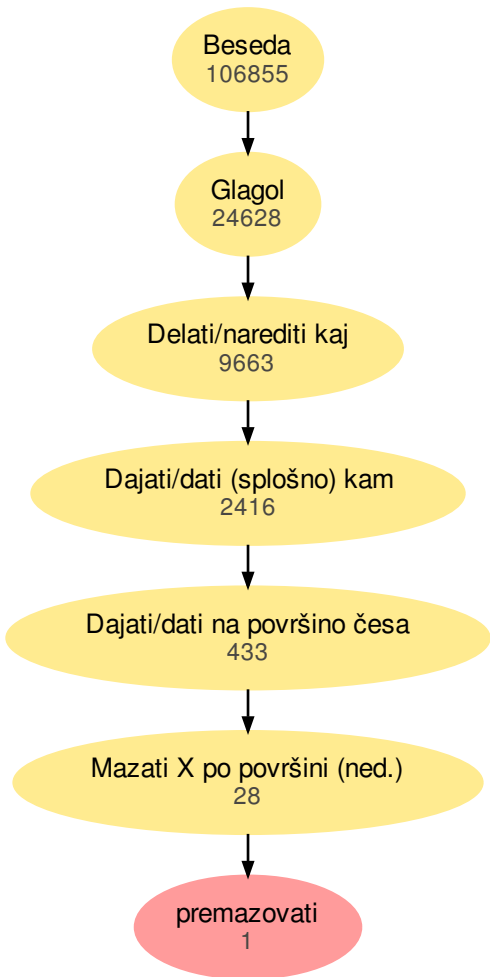 Beseda
106855
Glagol
24628
Delati/narediti kaj
9663
Dajati/dati (splošno) kam
2416
Dajati/dati na površino česa
433
Mazati X po površini (ned.)
28
premazovati
1